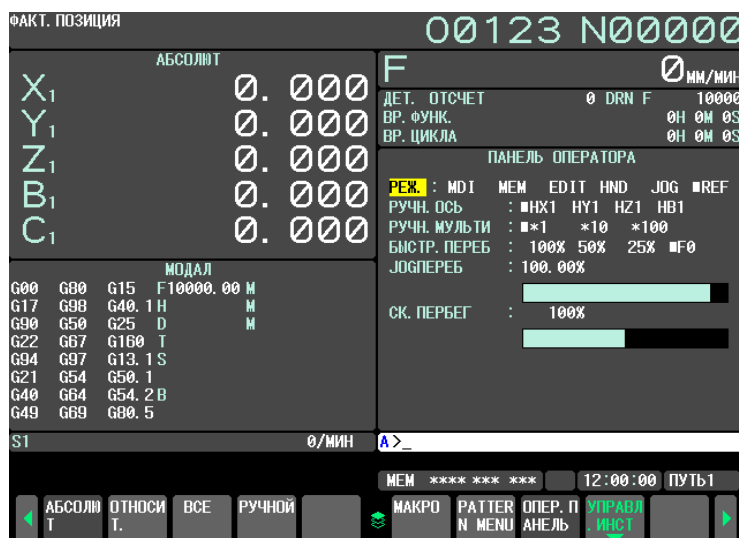 ФАКТ. ПОЗИЦИЯ
O0123 N00000
АБСОЛЮТ
X1 0. 000
Y1 0. 000
Z1 0. 000
B1 0. 000
C1 0. 000
F 0 ММ/МИН
ДЕТ. ОТСЧЕТ 0 DRN F 10000
ВР. ФУНК. 0H 0M 0S
ВР. ЦИКЛА 0H 0M 0S
ПАНЕЛЬ ОПЕРАТОРА
РЕЖ. : MDI MEM EDIT HND JOG ■REF
РУЧН. ОСЬ : ■HX1 HY1 HZ1 HB1
РУЧН. МУЛЬТИ : ■*1 *10 *100
БЫСТР. ПЕРЕБ : 100% 50% 25% ■F0
JOGПЕРЕБ : 100. 00%
СК. ПЕРБЕГ : 100%
МОДАЛ
G00 G80 G15 F10000. 00 M
G17 G98 G40. 1 H M
G90 G50 G25 D M
G22 G67 G160 T
G94 G97 G13. 1 S
G21 G54 G50. 1
G40 G64 G54. 2 B
G49 G69 G80. 5
S1 0/МИН
A >_
MEM **** *** *** 12:00:00 ПУТЬ1
АБСОЛЮ
Т
ОТНОСИ
Т.
ВСЕ
РУЧНОЙ
МАКРО
PATTER
N MENU
ОПЕР. П
АНЕЛЬ
УПРАВЛ
. ИНСТ